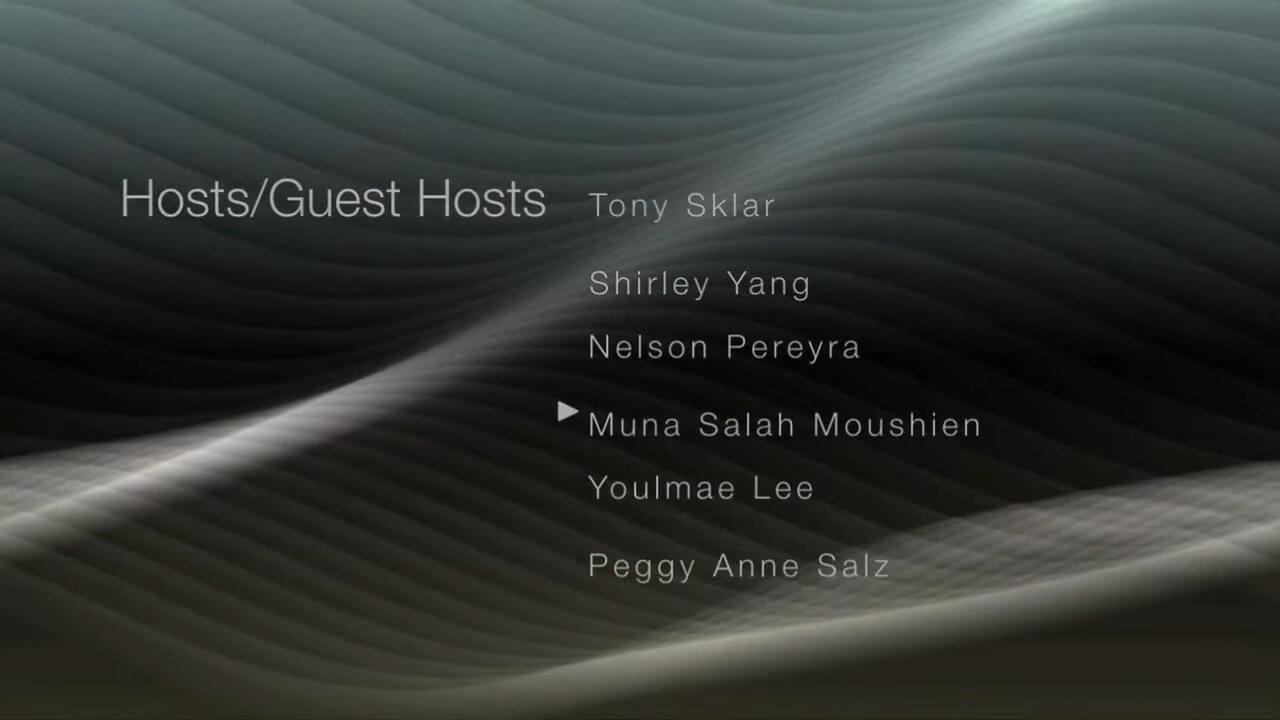 Hosts/Guest Hosts Tony Sklar
Shirley Yang
Nelson Pereyra
Muna Salah Moushien
Youlmae Lee
Peggy Anne Salz